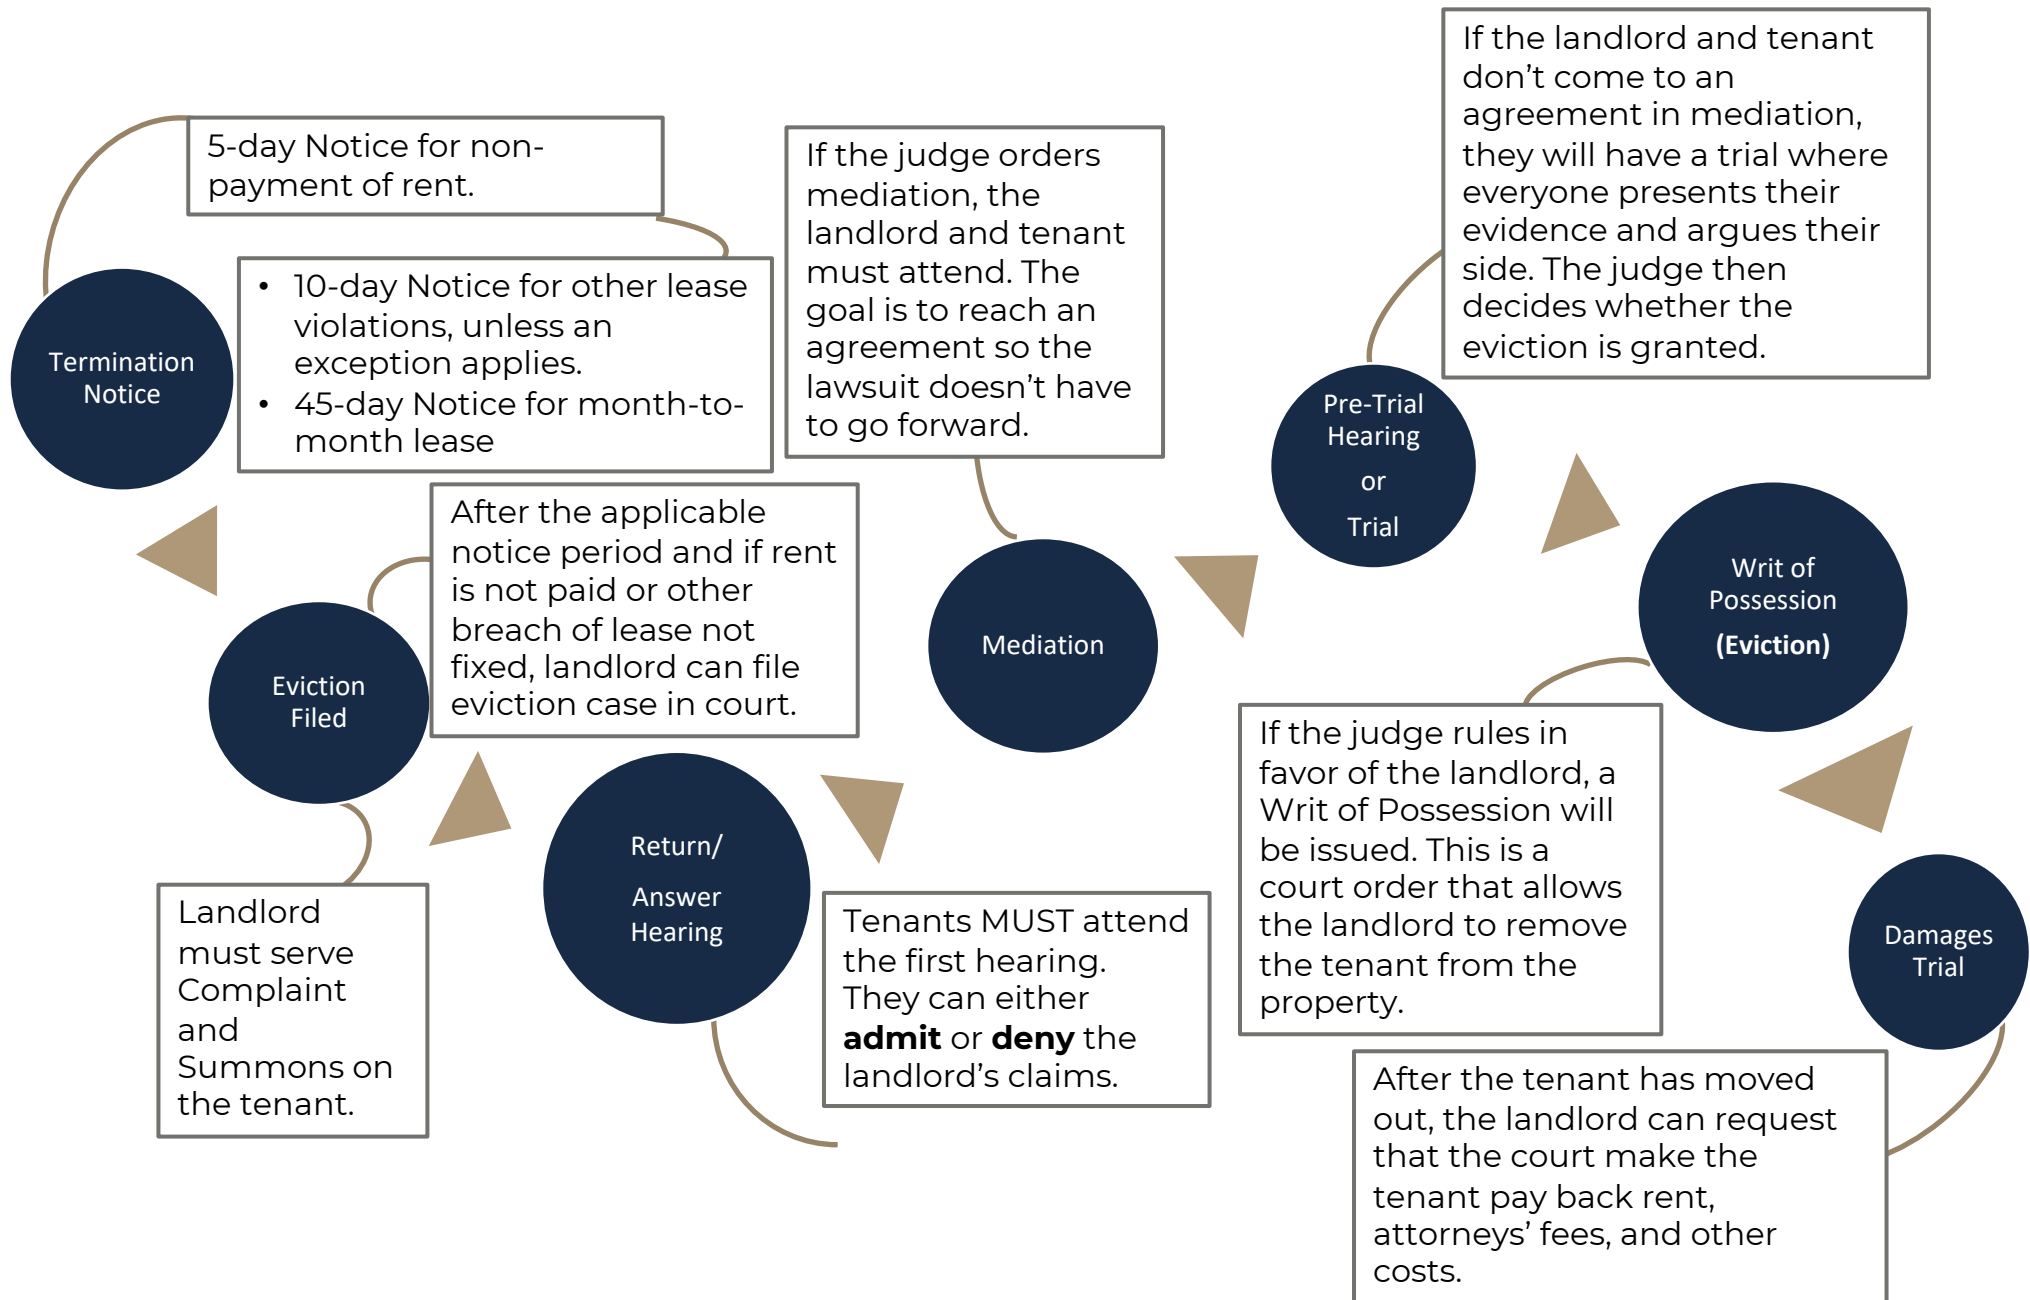 Termination
Notice
5-day Notice for non-
payment of rent.
• 10-day Notice for other lease
violations, unless an
exception applies.
• 45-day Notice for month-to-
month lease
Eviction
Filed
After the applicable
notice period and if rent
is not paid or other
breach of lease not
fixed, landlord can file
eviction case in court.
Landlord
must serve
Complaint
and
Summons on
the tenant.
Return/
Answer
Hearing
Tenants MUST attend
the first hearing.
They can either
admit or deny the
landlord’s claims.
Mediation
If the judge orders
mediation, the
landlord and tenant
must attend. The
goal is to reach an
agreement so the
lawsuit doesn’t have
to go forward.
Pre-Trial
Hearing
or
Trial
If the landlord and tenant
don’t come to an
agreement in mediation,
they will have a trial where
everyone presents their
evidence and argues their
side. The judge then
decides whether the
eviction is granted.
Writ of
Possession
(Eviction)
If the judge rules in
favor of the landlord, a
Writ of Possession will
be issued. This is a
court order that allows
the landlord to remove
the tenant from the
property.
Damages
Trial
After the tenant has moved
out, the landlord can request
that the court make the
tenant pay back rent,
attorneys’ fees, and other
costs.